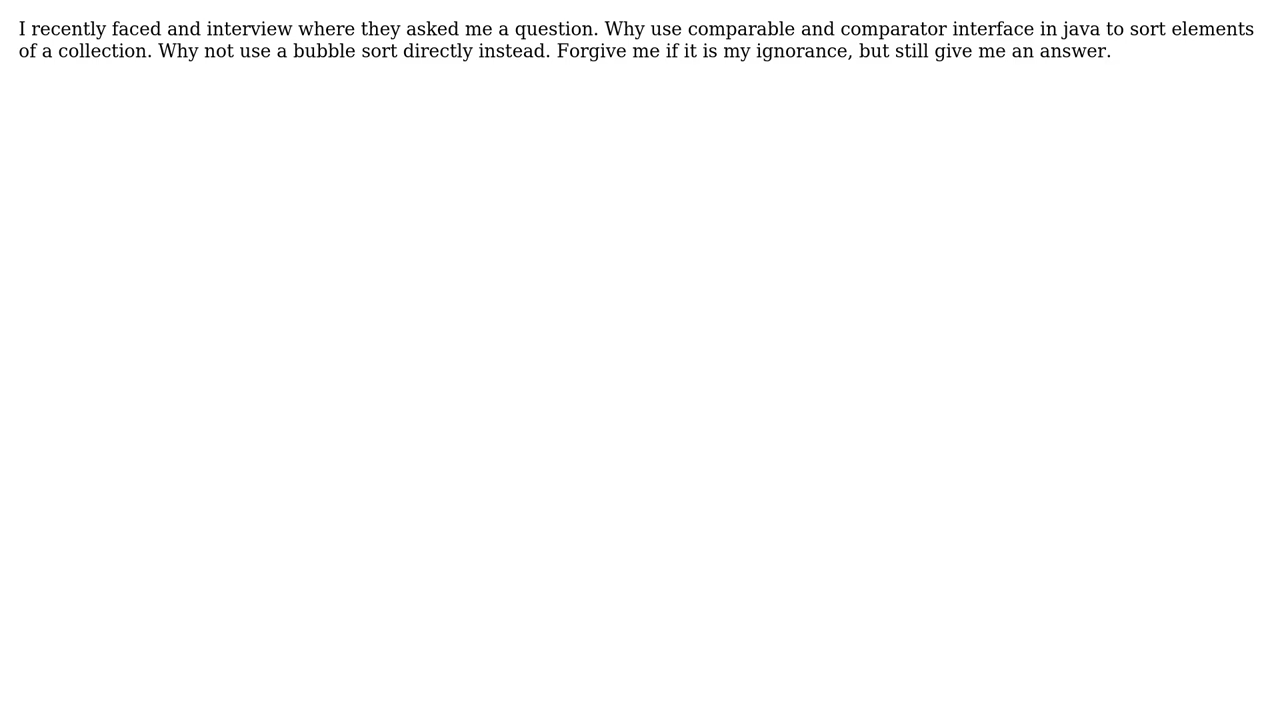 I recently faced and interview where they asked me a question. Why use comparable and comparator interface in java to sort elements
of a collection. Why not use a bubble sort directly instead. Forgive me if it is my ignorance, but still give me an answer.